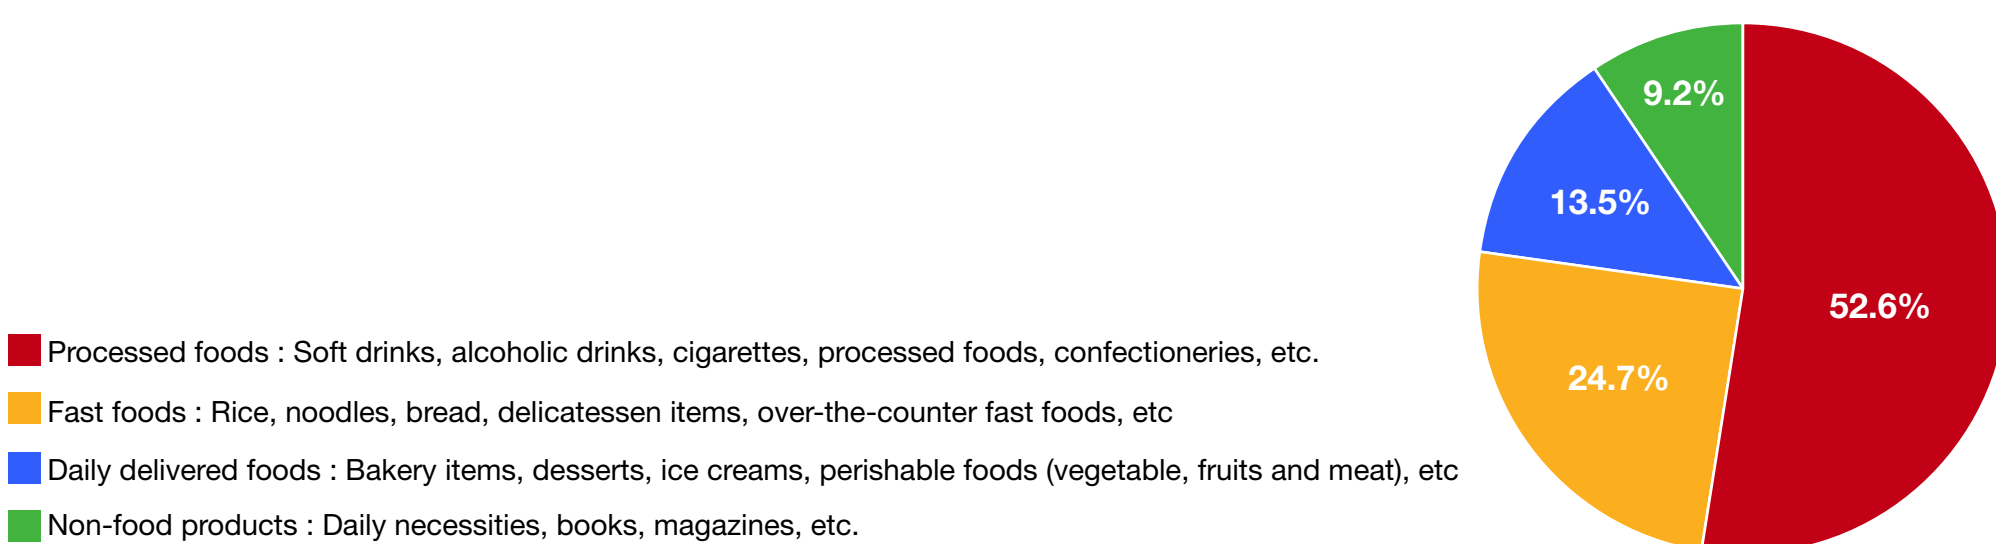 9.2%
13.5%
52.6%
24.7%
Processed foods : Soft drinks, alcoholic drinks, cigarettes, processed foods, confectioneries, etc.
Fast foods : Rice, noodles, bread, delicatessen items, over-the-counter fast foods, etc
Daily delivered foods : Bakery items, desserts, ice creams, perishable foods (vegetable, fruits and meat), etc
Non-food products : Daily necessities, books, magazines, etc.